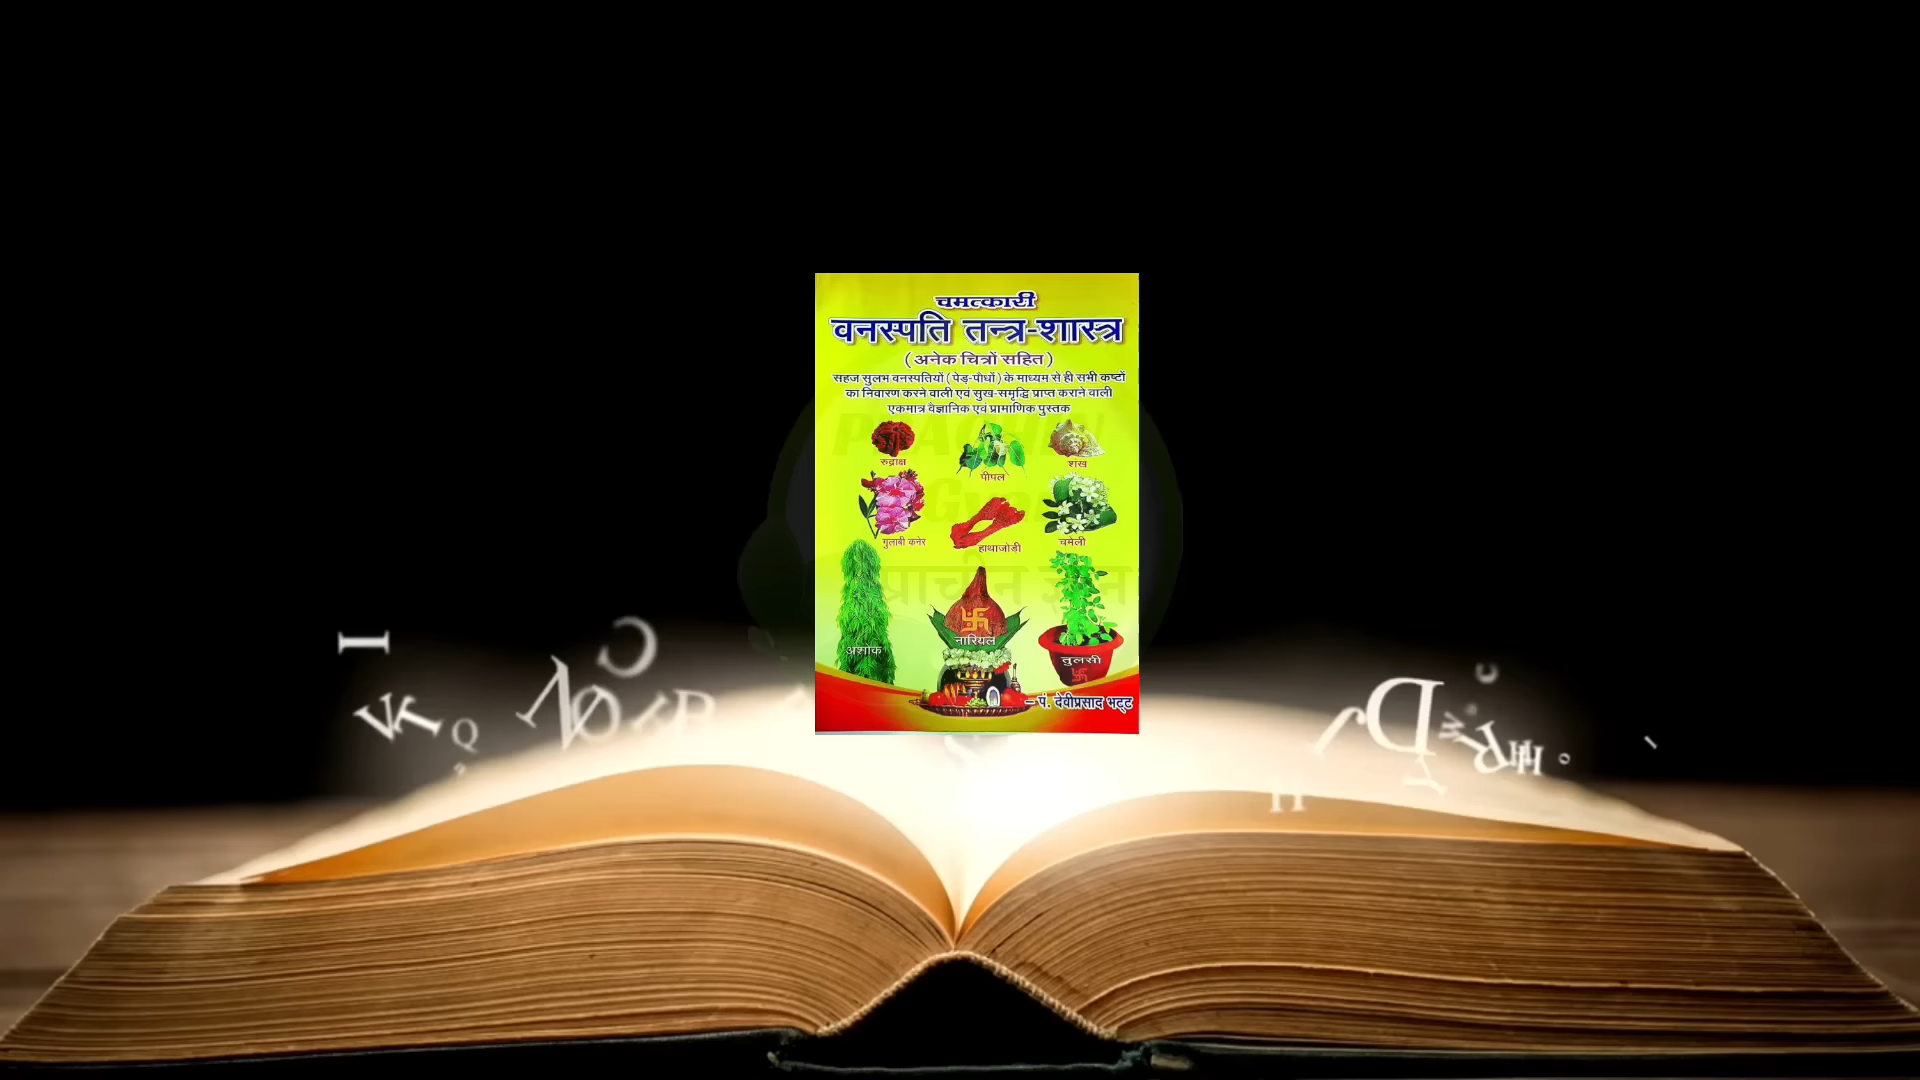 चमत्कारी
वनस्पति तन्त्र-शास्त्र
(अनेक चित्रों सहित)
सहज सुलभ वनस्पतियों (पेड़-पौधों) के माध्यम से ही सभी कष्टों
का निवारण करने वाली एवं सुख-समृद्धि प्राप्त कराने वाली
एकमात्र वैज्ञानिक एवं प्रामाणिक पुस्तक
रुद्राक्ष
पीपल
शंख
गुलाबी कनेर
हाथाजोडी
चमेली
प्राचीन ज्ञान
अशोक
नारियल
तुलसी
– पं. देवीप्रसाद भट्ट